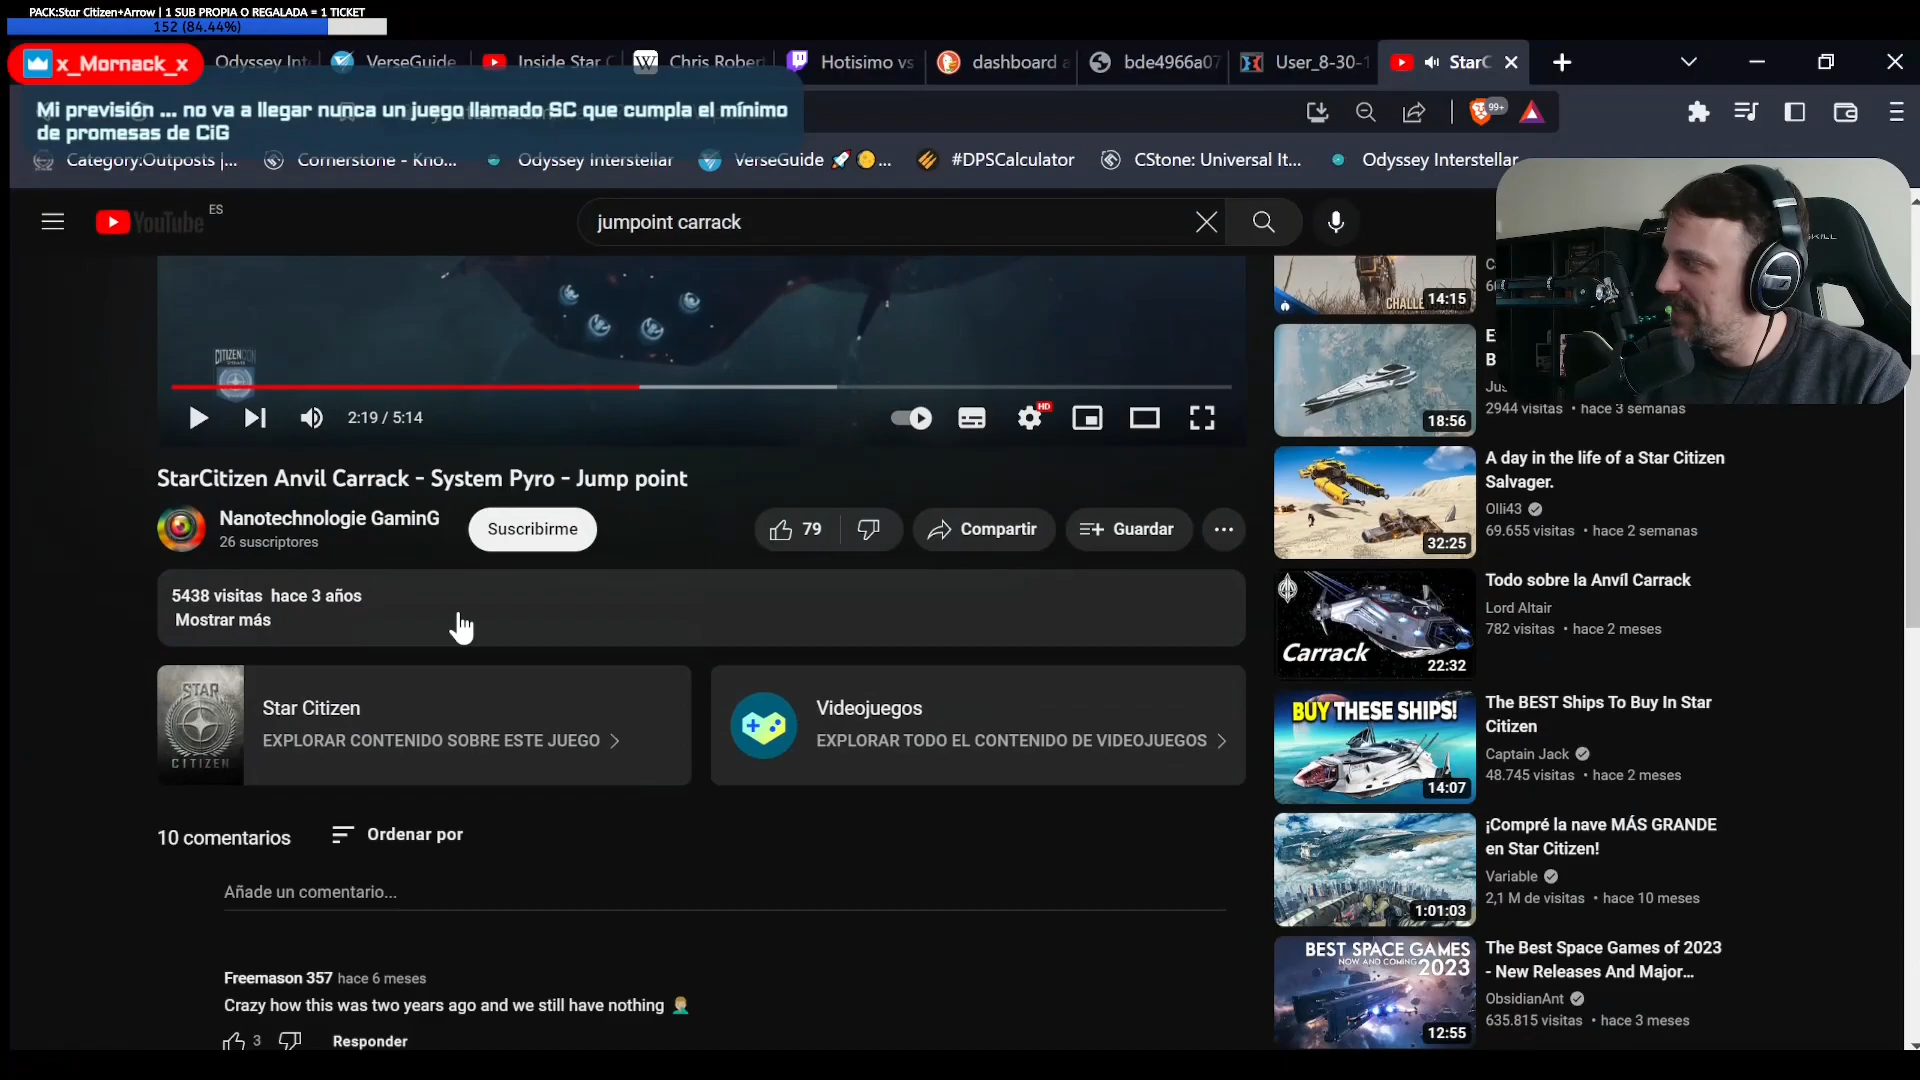 PACK:Star Citizen+Arrow | 1 SUB PROPIA O REGALADA = 1 TICKET
152 (84.44%)
x_Mornack_x
Odyssey Int
VerseGuide
Inside Star C
Chris Rober
Hotisimo vs
dashboard a
bde4966a07
User_8-30-1
StarC
Mi previsión ... no va a llegar nunca un juego llamado SC que cumpla el mínimo
de promesas de CiG
99+
Category:Outposts |...
Cornerstone - Kno...
Odyssey Interstellar
VerseGuide 🚀🪙...
#DPSCalculator
CStone: Universal It...
Odyssey Interstellar
YouTube
ES
jumpoint carrack
CITIZENCON
2:19 / 5:14
HD
StarCitizen Anvil Carrack - System Pyro - Jump point
Nanotechnologie GaminG
26 suscriptores
Suscribirme
79
Compartir
Guardar
5438 visitas hace 3 años
Mostrar más
STAR
CITIZEN
Star Citizen
EXPLORAR CONTENIDO SOBRE ESTE JUEGO
Videojuegos
EXPLORAR TODO EL CONTENIDO DE VIDEOJUEGOS
10 comentarios
Ordenar por
Añade un comentario...
Freemason 357 hace 6 meses
Crazy how this was two years ago and we still have nothing 🤦🏼‍♂️
3
Responder
CHALLE
14:15
18:56
2944 visitas • hace 3 semanas
32:25
A day in the life of a Star Citizen
Salvager.
Olli43
69.655 visitas • hace 2 semanas
Carrack
22:32
Todo sobre la Anvíl Carrack
Lord Altair
782 visitas • hace 2 meses
BUY THESE SHIPS!
14:07
The BEST Ships To Buy In Star
Citizen
Captain Jack
48.745 visitas • hace 2 meses
1:01:03
¡Compré la nave MÁS GRANDE
en Star Citizen!
Variable
2,1 M de visitas • hace 10 meses
BEST SPACE GAMES
NOW AND COMING
2023
12:55
The Best Space Games of 2023
- New Releases And Major...
ObsidianAnt
635.815 visitas • hace 3 meses